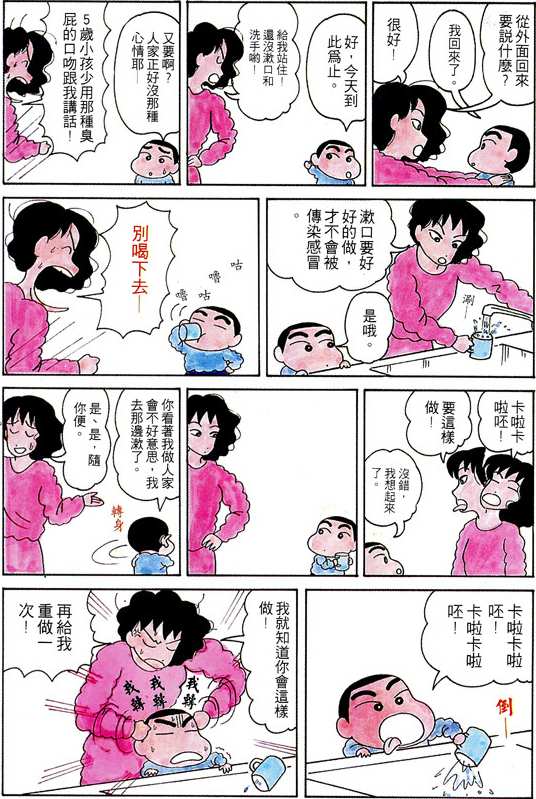 從外面回來
要說什麼？
我回來了。
很好！
好，今天到
此為止。
給我站住！
還沒漱口和
洗手喲！
又要啊？
人家正好沒那種
心情耶—
5歲小孩少用那種臭
屁的口吻跟我講話！
漱口要好
好的做，
才不會被
傳染感冒
。
涮—
是哦。
咕
嚕
咕
嚕
別喝下去—
卡啦卡
啦呸！
要這樣
做！
沒錯，
我想起來
了。
你看著我做人家
會不好意思，我
去那邊漱了。
轉身
是、是，隨
你便。
卡啦卡啦
呸！
卡啦卡啦
呸！
倒—
我就知道你會這樣
做！
我鑽
我鑽
我鑽
再給我
重做一
次！